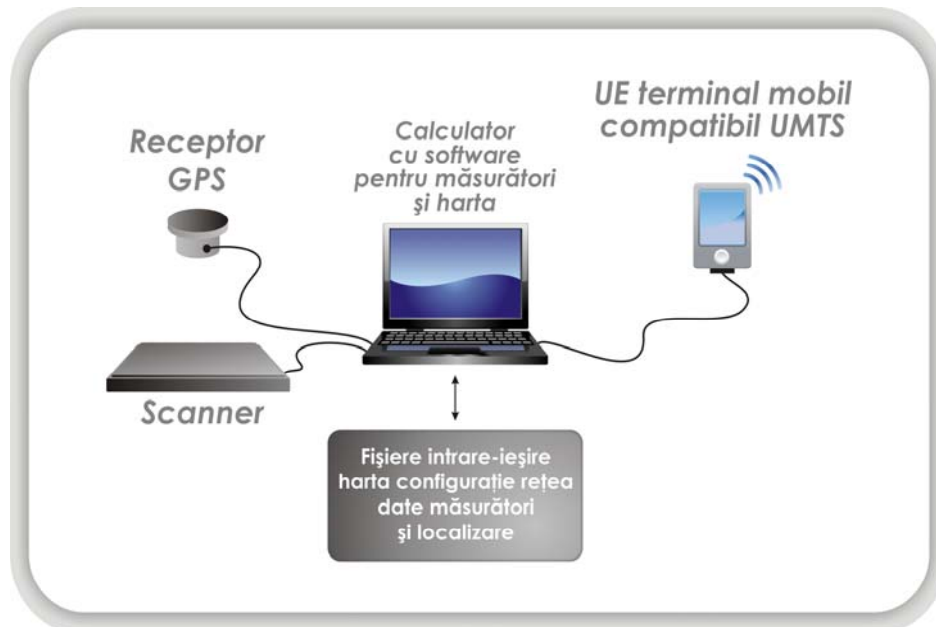 Receptor
GPS
Calculator
cu software
pentru măsurători
şi harta
UE terminal mobil
compatibil UMTS
Scanner
Fişiere intrare-ieşire
harta configuraţie reţea
date măsurători
şi localizare